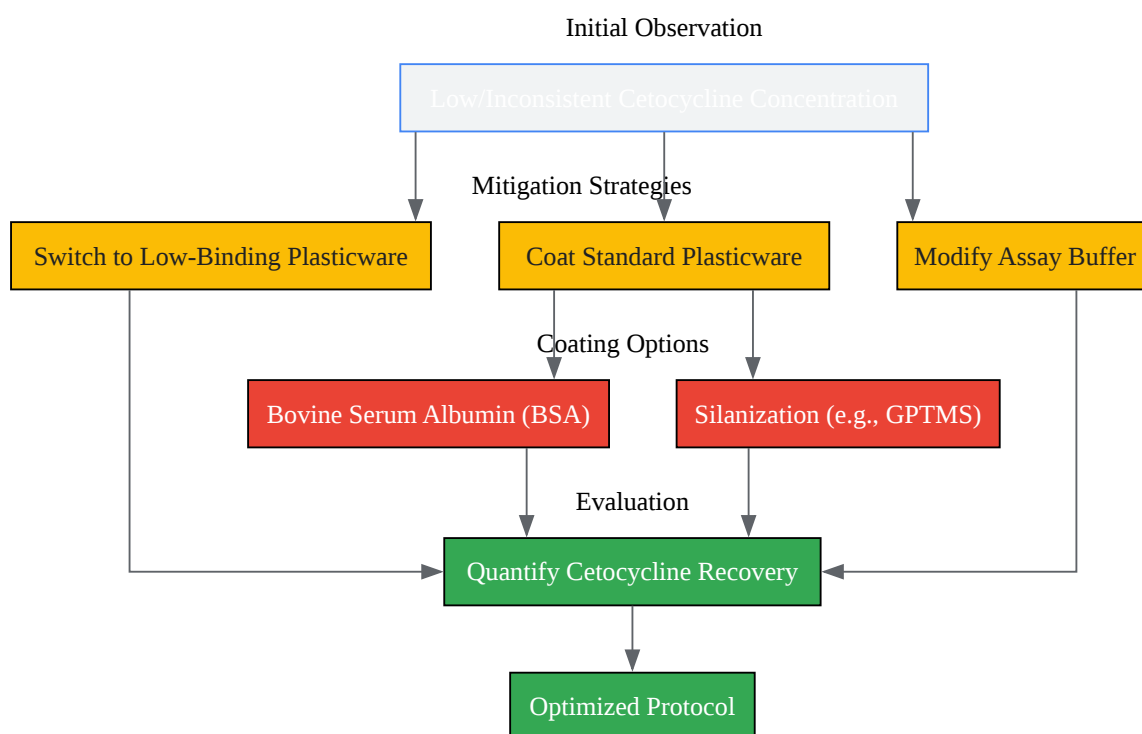 Initial Observation
Low/Inconsistent Cetocycline Concentration
Mitigation Strategies
Switch to Low-Binding Plasticware
Coat Standard Plasticware
Modify Assay Buffer
Coating Options
Bovine Serum Albumin (BSA)
Silanization (e.g., GPTMS)
Evaluation
Quantify Cetocycline Recovery
Optimized Protocol